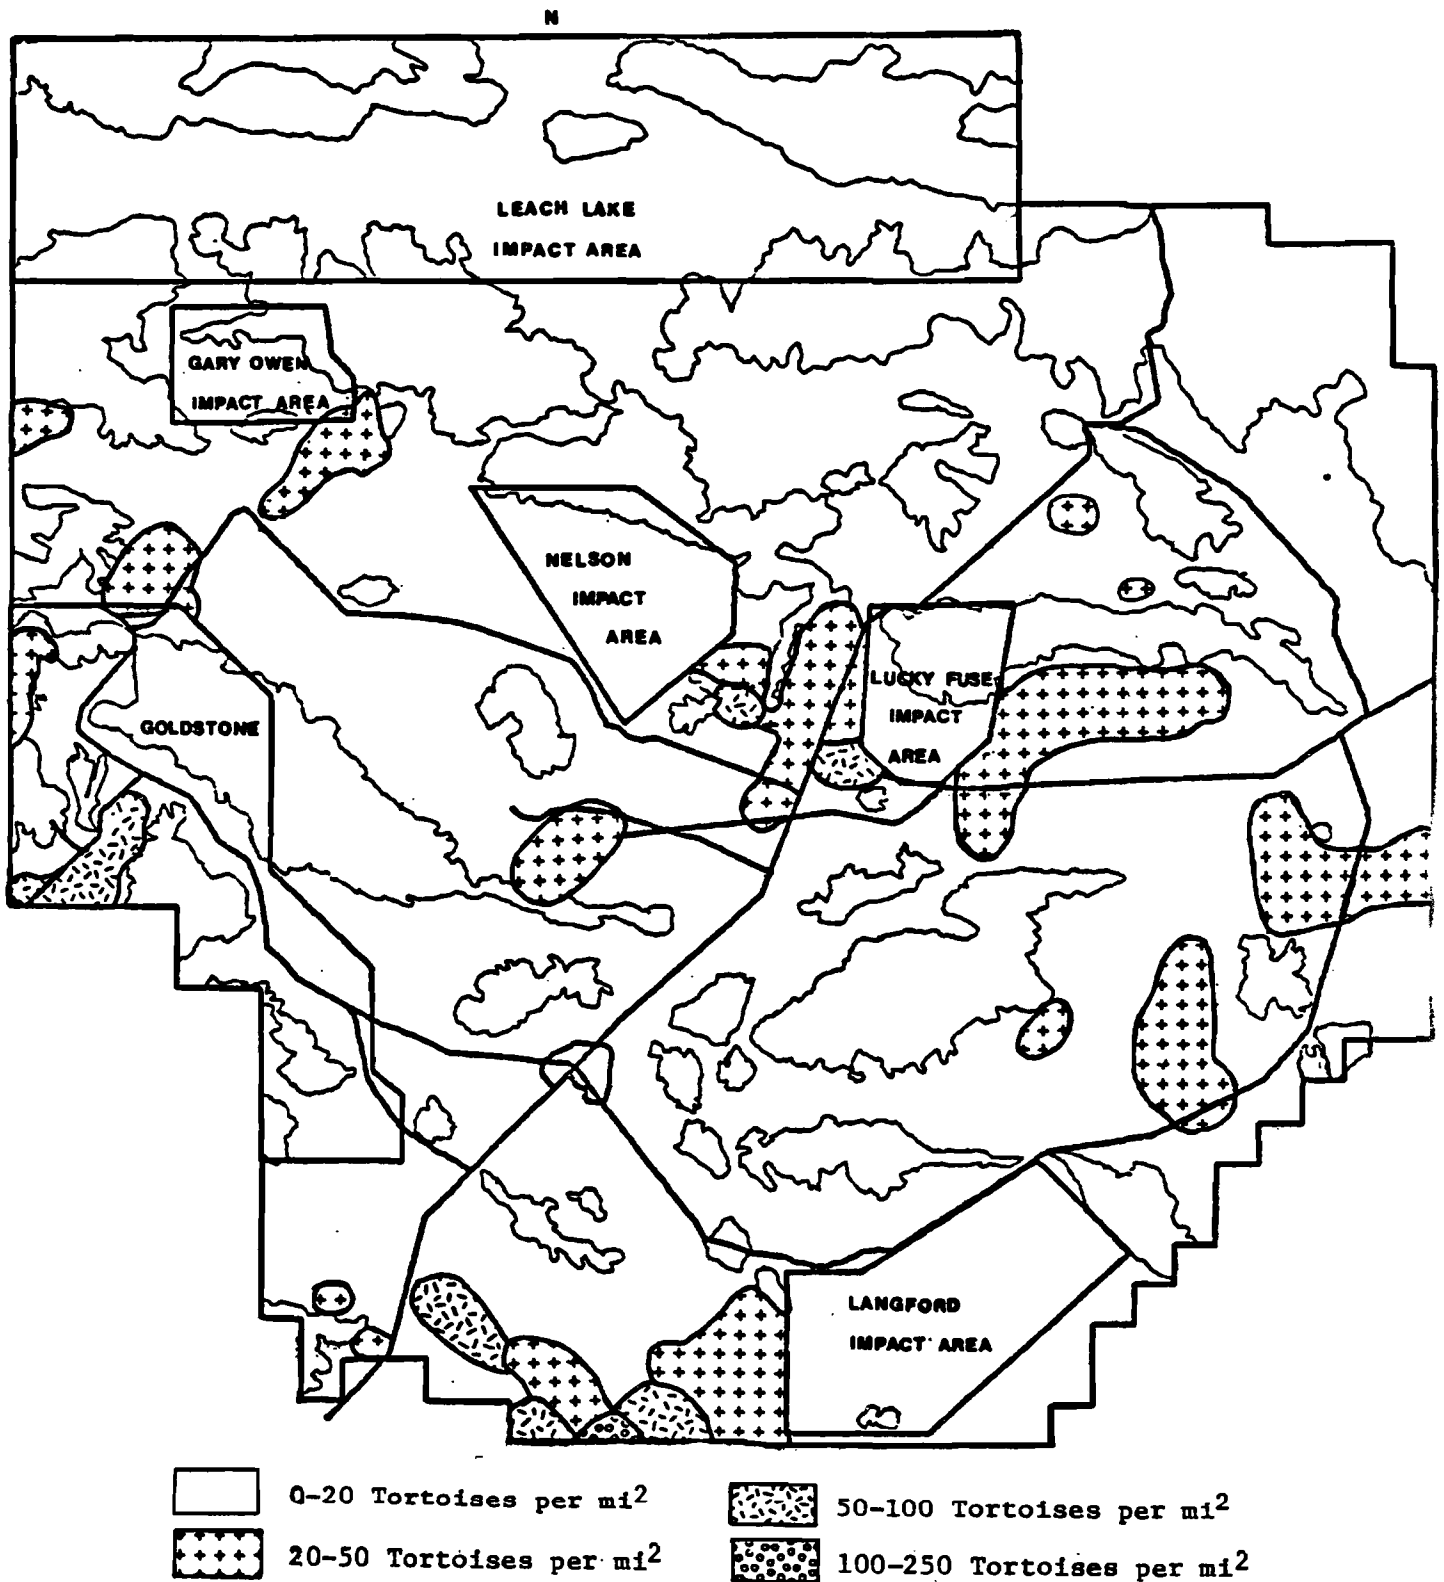 N
LEACH LAKE
IMPACT AREA
GARY OWEN
IMPACT AREA
NELSON
IMPACT
AREA
LUCKY FUSE
IMPACT
AREA
GOLDSTONE
LANGFORD
IMPACT AREA
0-20 Tortoises per mi²
50-100 Tortoises per mi²
20-50 Tortoises per mi²
100-250 Tortoises per mi²